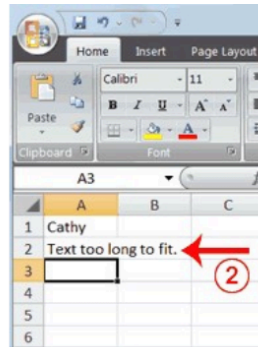 Home Insert Page Layout
Calibri 11
Paste
B I U A A
A
Clipboard Font
A3
A B C
1 Cathy
2 Text too long to fit.
2
3
4
5
6